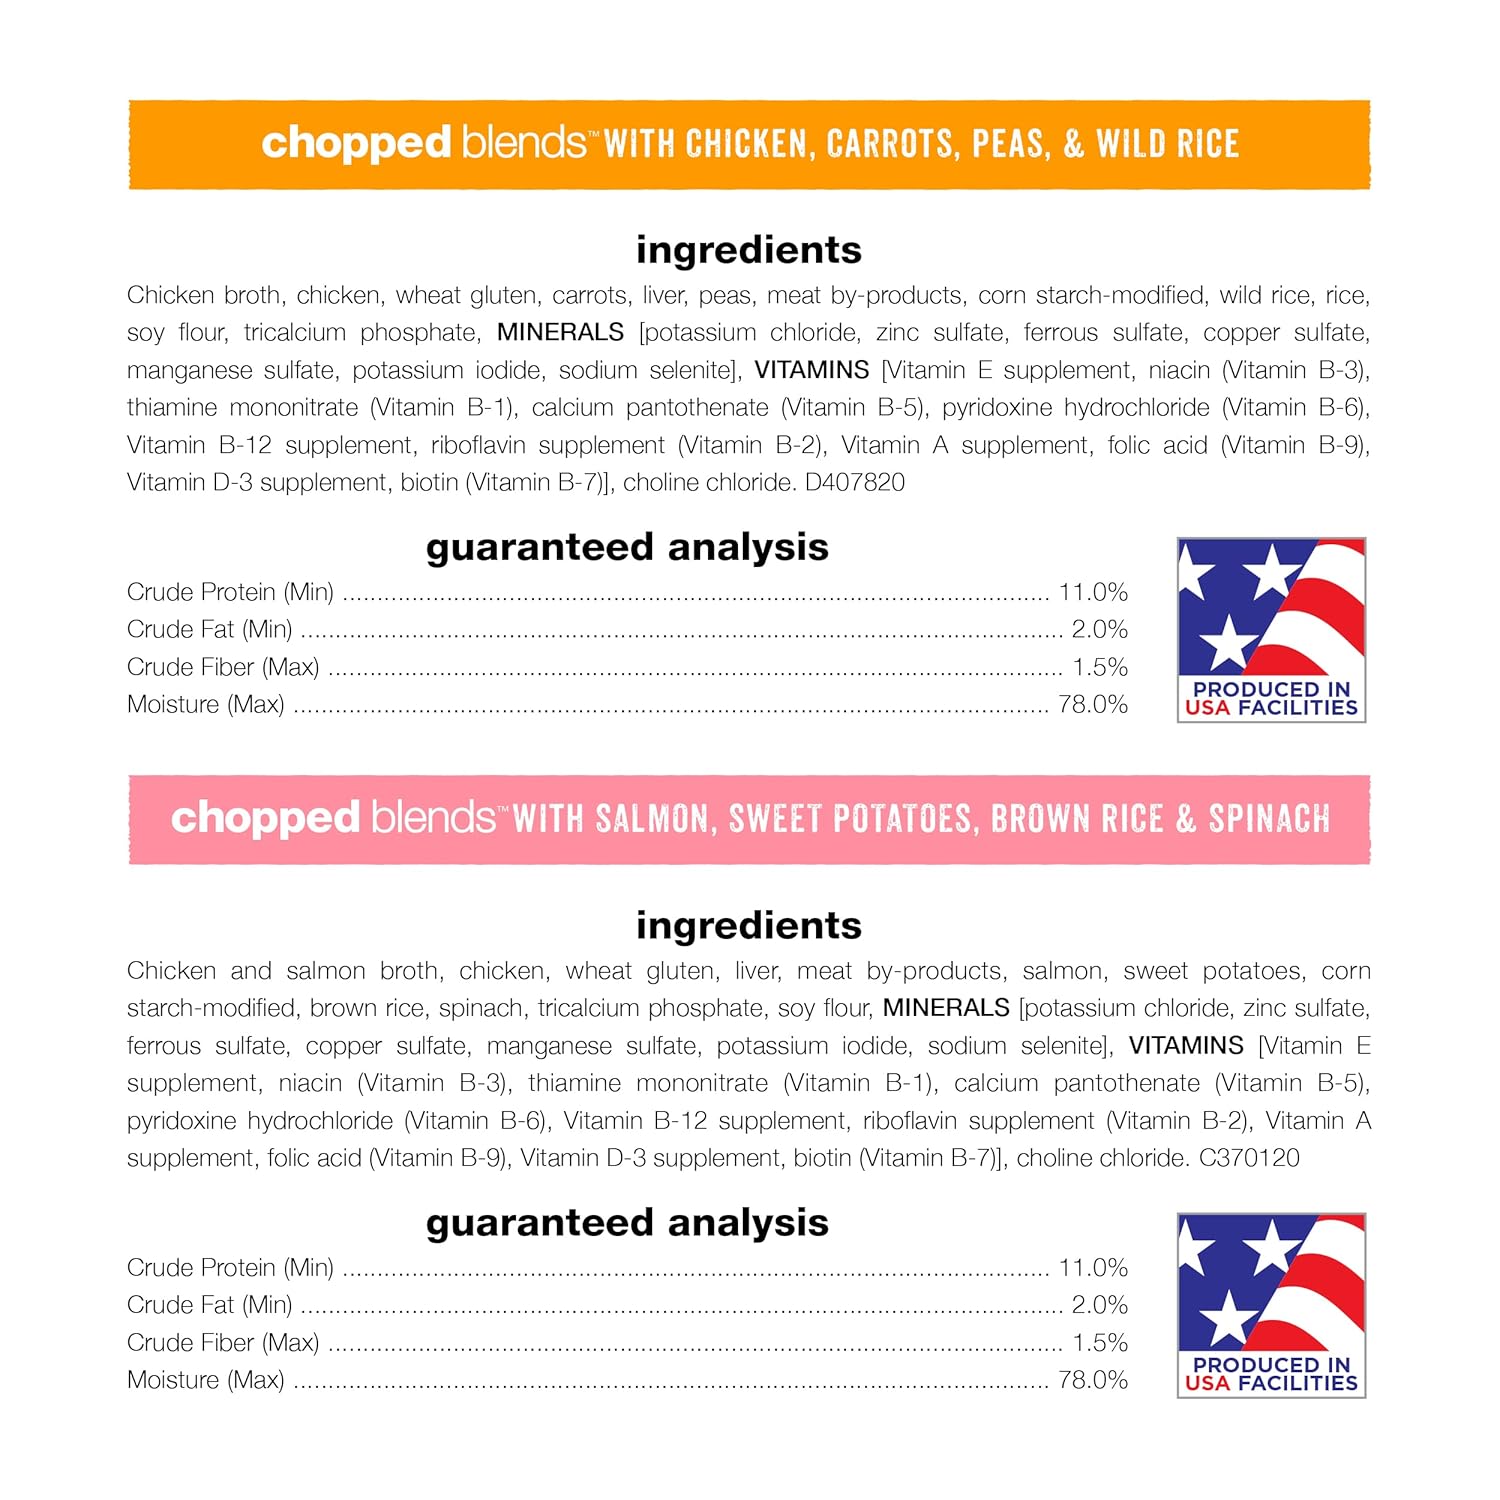 chopped blends™ WITH CHICKEN, CARROTS, PEAS, & WILD RICE
ingredients
Chicken broth, chicken, wheat gluten, carrots, liver, peas, meat by-products, corn starch-modified, wild rice, rice,
soy flour, tricalcium phosphate, MINERALS [potassium chloride, zinc sulfate, ferrous sulfate, copper sulfate,
manganese sulfate, potassium iodide, sodium selenite], VITAMINS [Vitamin E supplement, niacin (Vitamin B-3),
thiamine mononitrate (Vitamin B-1), calcium pantothenate (Vitamin B-5), pyridoxine hydrochloride (Vitamin B-6),
Vitamin B-12 supplement, riboflavin supplement (Vitamin B-2), Vitamin A supplement, folic acid (Vitamin B-9),
Vitamin D-3 supplement, biotin (Vitamin B-7)], choline chloride. D407820
guaranteed analysis
Crude Protein (Min) ........ 11.0%
Crude Fat (Min) ........ 2.0%
Crude Fiber (Max) ........ 1.5%
Moisture (Max) ........ 78.0%
PRODUCED IN
USA FACILITIES
chopped blends™ WITH SALMON, SWEET POTATOES, BROWN RICE & SPINACH
ingredients
Chicken and salmon broth, chicken, wheat gluten, liver, meat by-products, salmon, sweet potatoes, corn
starch-modified, brown rice, spinach, tricalcium phosphate, soy flour, MINERALS [potassium chloride, zinc sulfate,
ferrous sulfate, copper sulfate, manganese sulfate, potassium iodide, sodium selenite], VITAMINS [Vitamin E
supplement, niacin (Vitamin B-3), thiamine mononitrate (Vitamin B-1), calcium pantothenate (Vitamin B-5),
pyridoxine hydrochloride (Vitamin B-6), Vitamin B-12 supplement, riboflavin supplement (Vitamin B-2), Vitamin A
supplement, folic acid (Vitamin B-9), Vitamin D-3 supplement, biotin (Vitamin B-7)], choline chloride. C370120
guaranteed analysis
Crude Protein (Min) ........ 11.0%
Crude Fat (Min) ........ 2.0%
Crude Fiber (Max) ........ 1.5%
Moisture (Max) ........ 78.0%
PRODUCED IN
USA FACILITIES